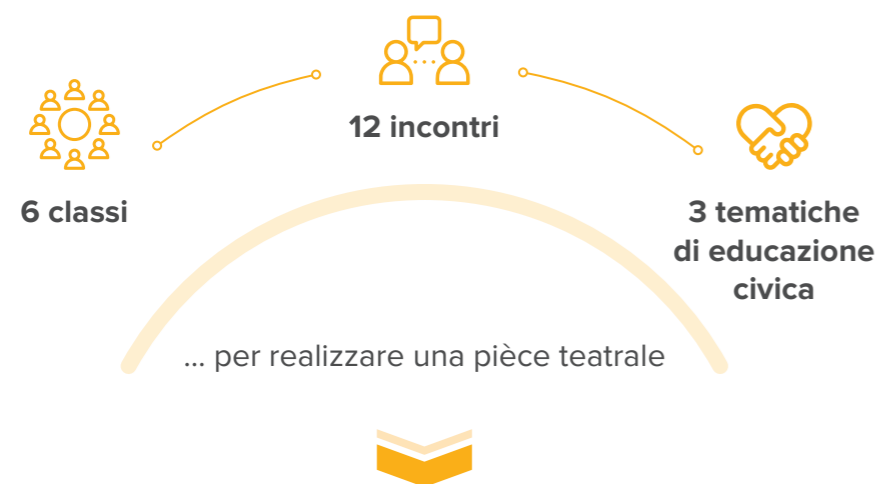 12 incontri
6 classi
3 tematiche
di educazione
civica
... per realizzare una pièce teatrale